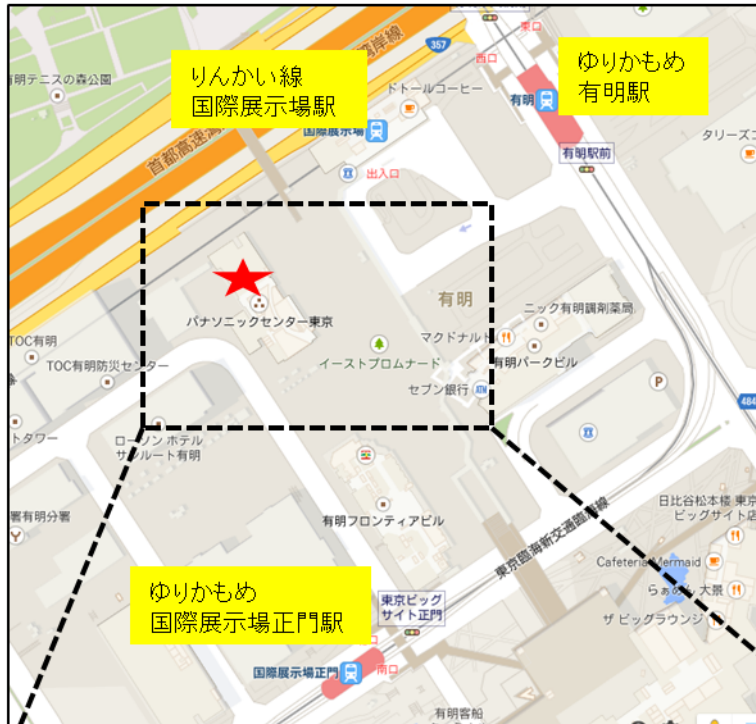 西口
東口
357
りんかい線
国際展示場駅
ゆりかもめ
有明駅
有明テニスの森公園
ドトールコーヒー
有明
国際展示場
タリーズコ
首都高速湾
岸線
有明駅前
出入口
有明
パナソニックセンター東京
ニック有明調剤薬局
マクドナルド
TOC有明
イーストプロムナード
有明パークビル
TOC有明防災センター
セブン銀行
ATM
P
484
トタワー
ローソン ホテル
サンルート有明
日比谷松本楼 東京
ビッグサイト店
署有明分署
有明フロンティアビル
東京臨海新交通臨海線
Cafeteria Mermaid
らぁめん 大景
ゆりかもめ
国際展示場正門駅
東京ビッグ
サイト正門
ザ ビッグラウンジ
国際展示場正門
南口
有明客船